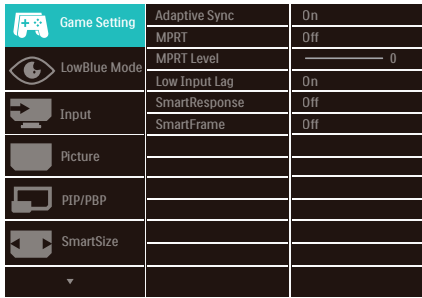 Game Setting
LowBlue Mode
Input
Picture
PIP/PBP
SmartSize
Adaptive Sync On
MPRT Off
MPRT Level 0
Low Input Lag On
SmartResponse Off
SmartFrame Off